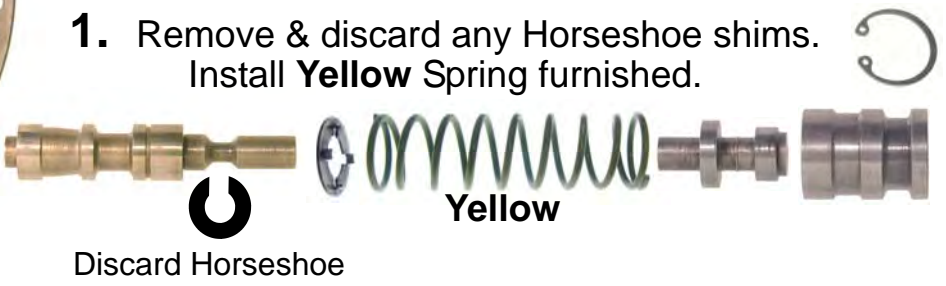 1. Remove & discard any Horseshoe shims.
Install Yellow Spring furnished.
Yellow
Discard Horseshoe